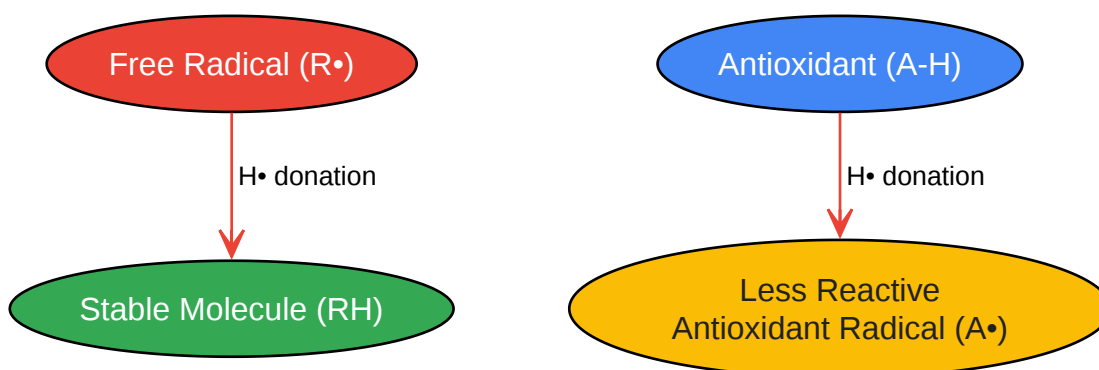 Free Radical (R•)
Antioxidant (A-H)
H• donation
H• donation
Stable Molecule (RH)
Less Reactive
Antioxidant Radical (A•)